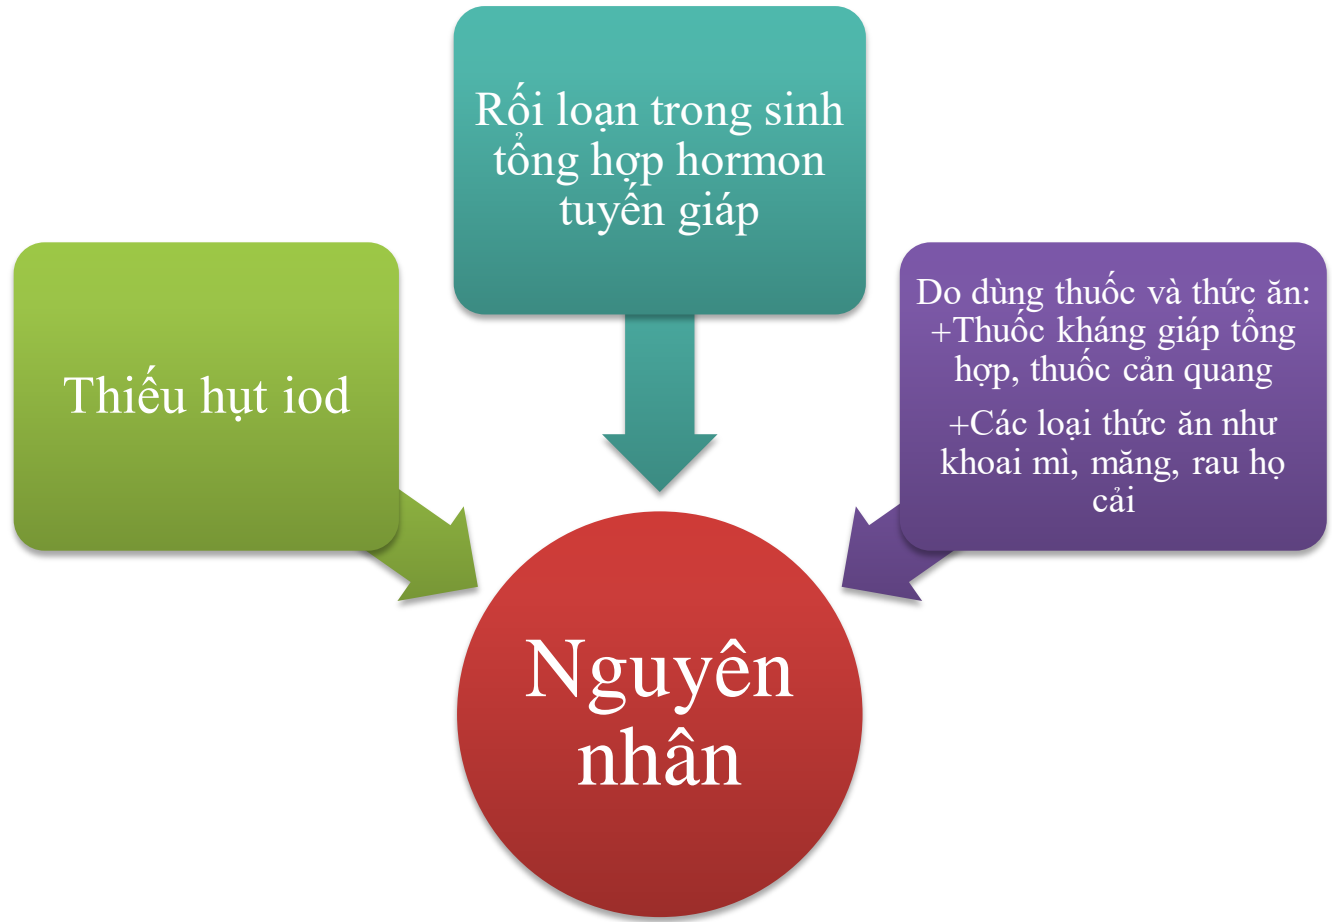 Rối loạn trong sinh
tổng hợp hormon
tuyến giáp
Thiếu hụt iod
Do dùng thuốc và thức ăn:
+Thuốc kháng giáp tổng
hợp, thuốc cản quang
+Các loại thức ăn như
khoai mì, măng, rau họ
cải
Nguyên
nhân